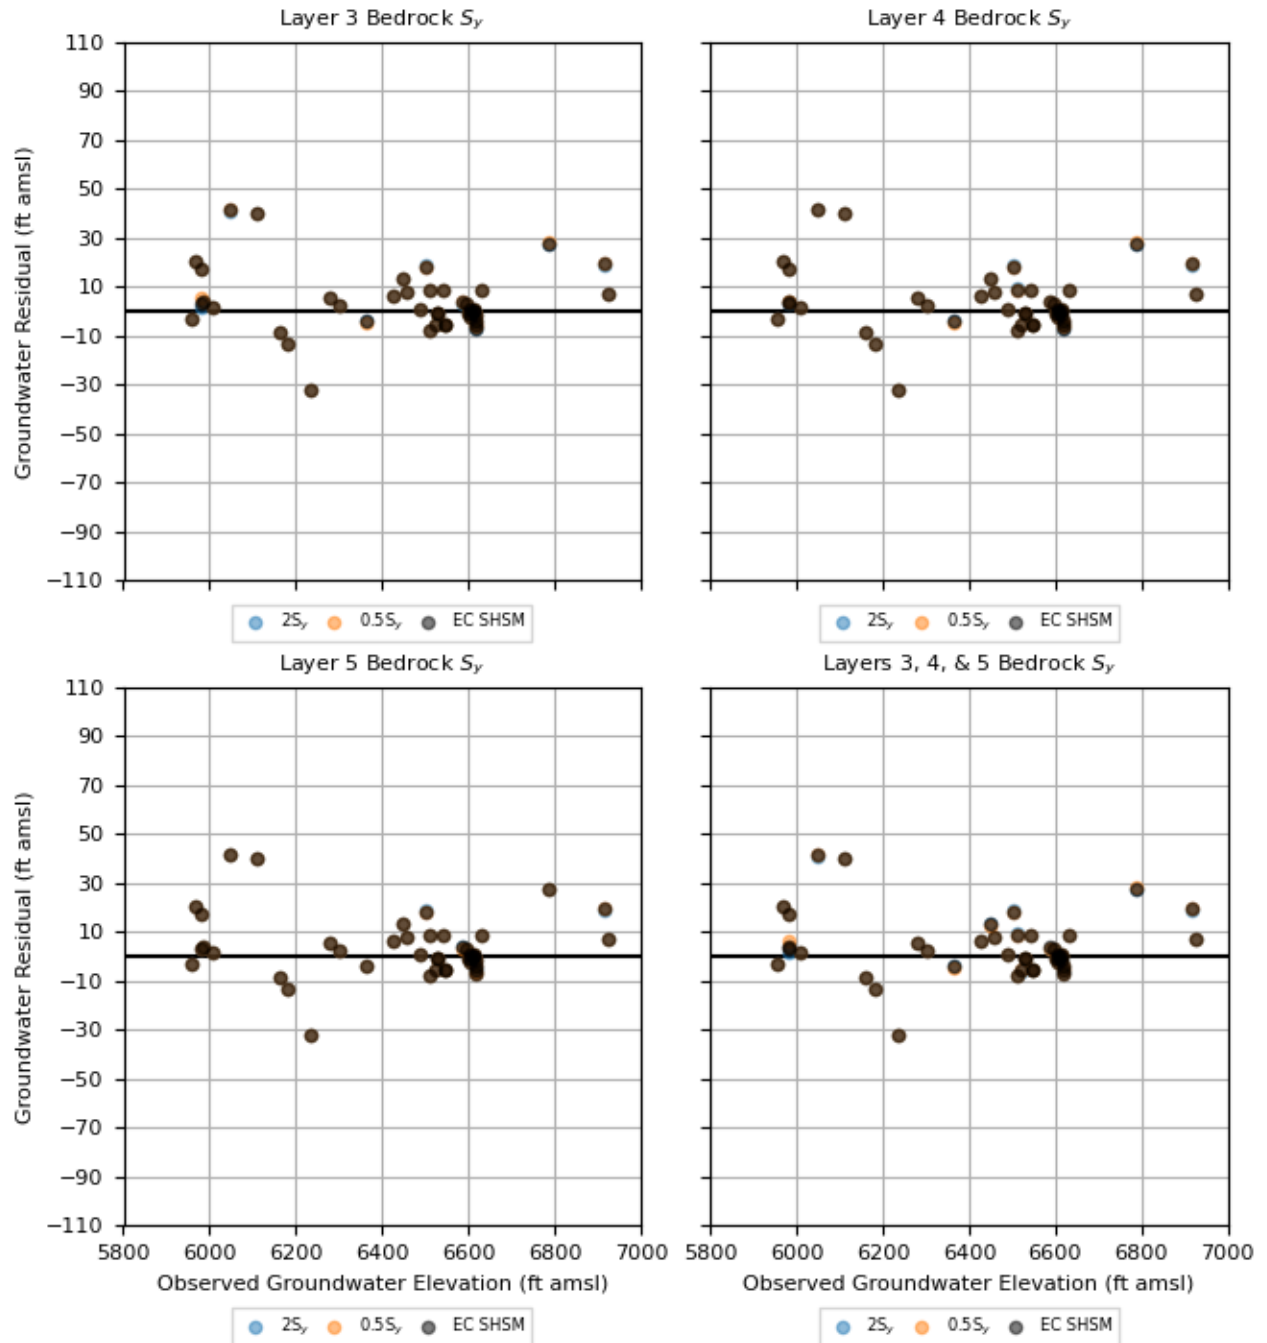 Layer 3 Bedrock Sy
Layer 4 Bedrock Sy
110
90
70
50
30
10
0
−10
−30
−50
−70
−90
−110
Groundwater Residual (ft amsl)
2Sy 0.5Sy EC SHSM
2Sy 0.5Sy EC SHSM
Layer 5 Bedrock Sy
Layers 3, 4, & 5 Bedrock Sy
110
90
70
50
30
10
0
−10
−30
−50
−70
−90
−110
Groundwater Residual (ft amsl)
5800 6000 6200 6400 6600 6800 7000
5800 6000 6200 6400 6600 6800 7000
Observed Groundwater Elevation (ft amsl)
Observed Groundwater Elevation (ft amsl)
2Sy 0.5Sy EC SHSM
2Sy 0.5Sy EC SHSM